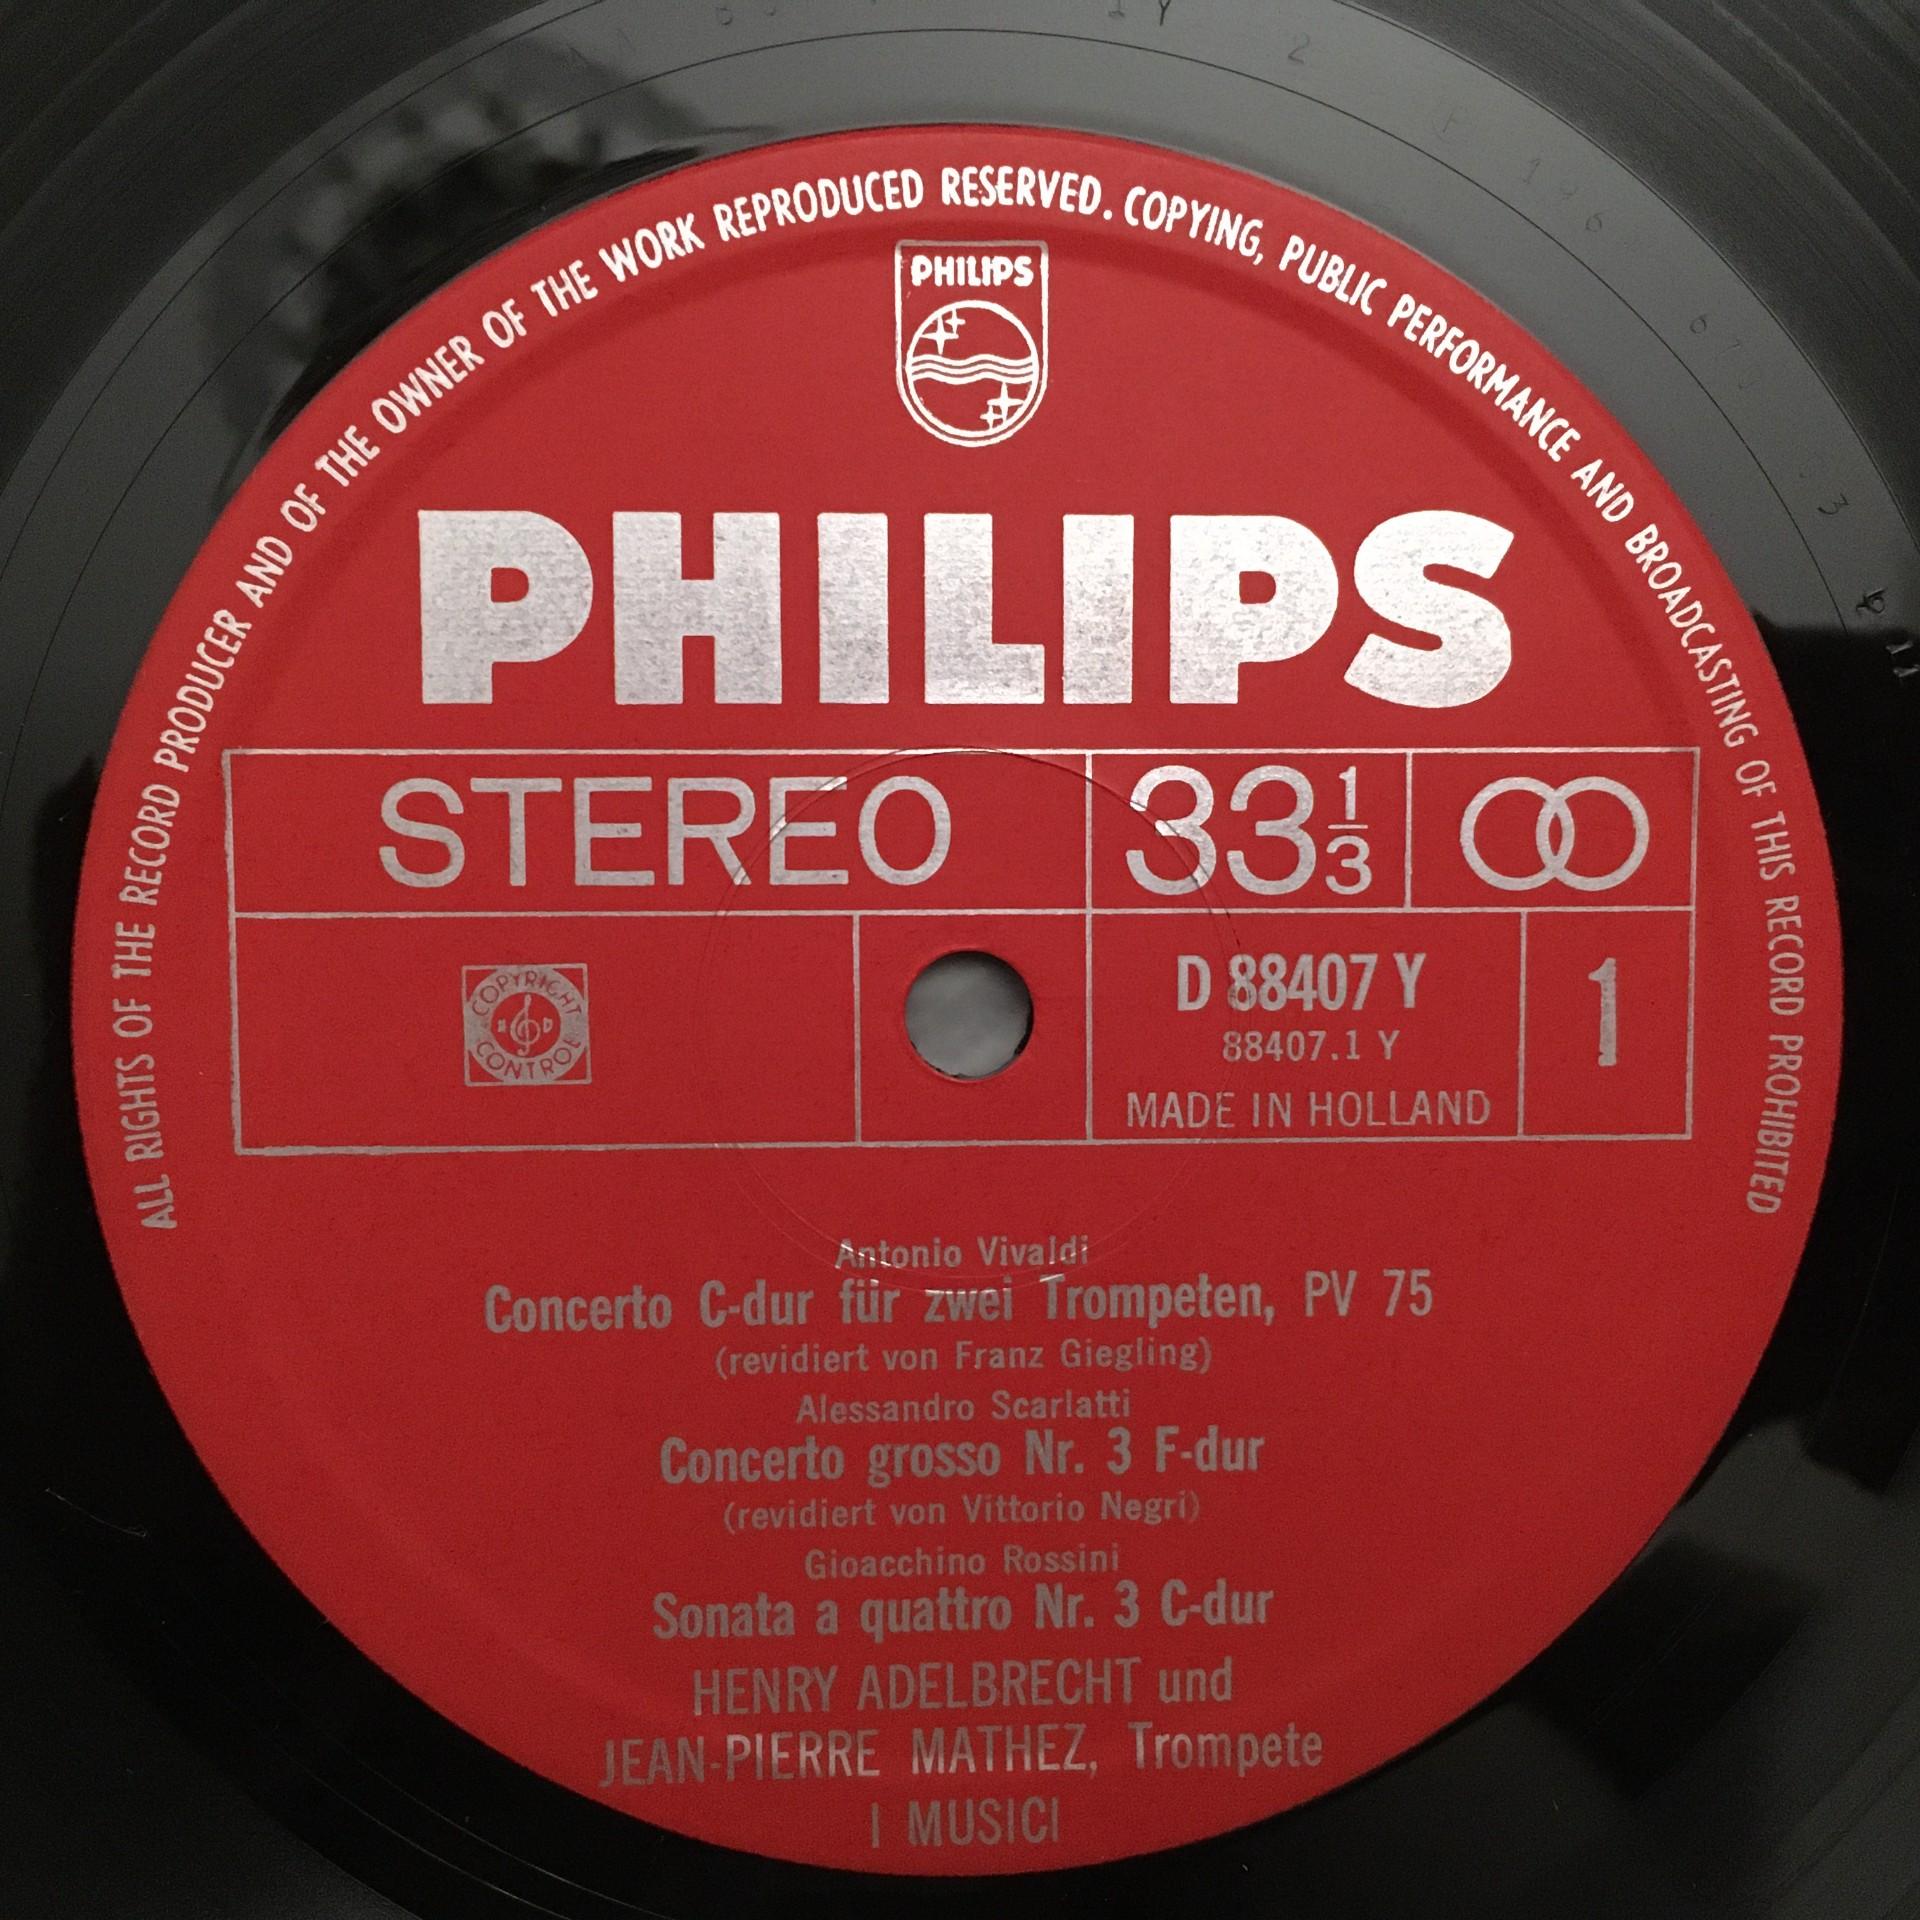 ALL RIGHTS OF THE RECORD PRODUCER AND OF THE OWNER OF THE WORK REPRODUCED RESERVED. COPYING, PUBLIC PERFORMANCE AND BROADCASTING OF THIS RECORD PROHIBITED
PHILIPS
PHILIPS
STEREO
33 1/3
COPYRIGHT
CONTROL
D 88407 Y
88407.1 Y
MADE IN HOLLAND
1
Antonio Vivaldi
Concerto C-dur für zwei Trompeten, PV 75
(revidiert von Franz Giegling)
Alessandro Scarlatti
Concerto grosso Nr. 3 F-dur
(revidiert von Vittorio Negri)
Gioacchino Rossini
Sonata a quattro Nr. 3 C-dur
HENRY ADELBRECHT und
JEAN-PIERRE MATHEZ, Trompete
I MUSICI